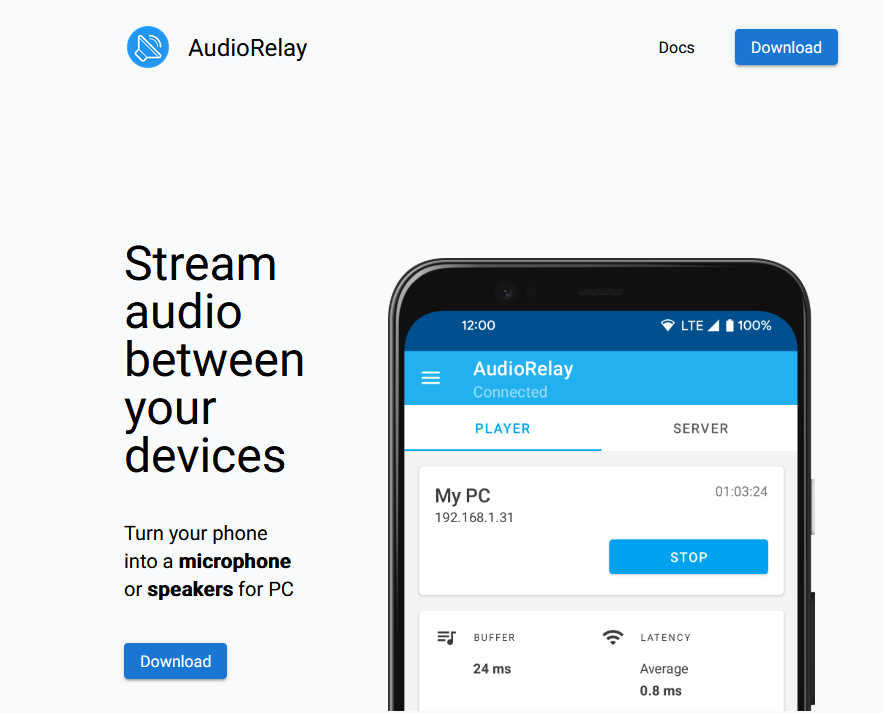 AudioRelay
Docs
Download
Stream
audio
between
your
devices
Turn your phone
into a microphone
or speakers for PC
Download
12:00
LTE
100%
AudioRelay
Connected
PLAYER
SERVER
My PC
01:03:24
192.168.1.31
STOP
BUFFER
24 ms
LATENCY
Average
0.8 ms